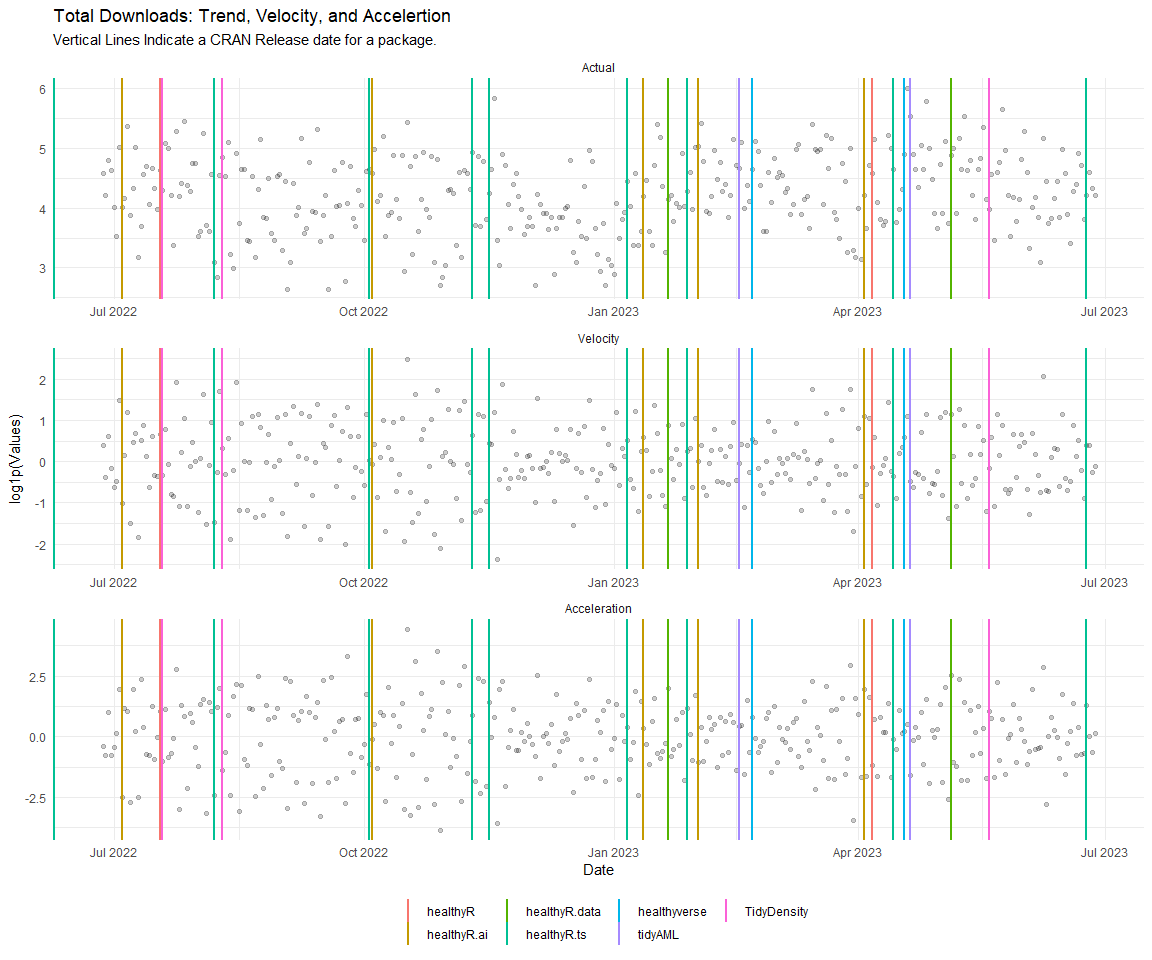 Total Downloads: Trend, Velocity, and Accelertion
Vertical Lines Indicate a CRAN Release date for a package.
Actual
6
5
4
3
Jul 2022 Oct 2022 Jan 2023 Apr 2023 Jul 2023
Velocity
log1p(Values)
2
1
0
-1
-2
Jul 2022 Oct 2022 Jan 2023 Apr 2023 Jul 2023
Acceleration
2.5
0.0
-2.5
Jul 2022 Oct 2022 Jan 2023 Apr 2023 Jul 2023
Date
healthyR healthyR.data healthyverse TidyDensity
healthyR.ai healthyR.ts tidyAML